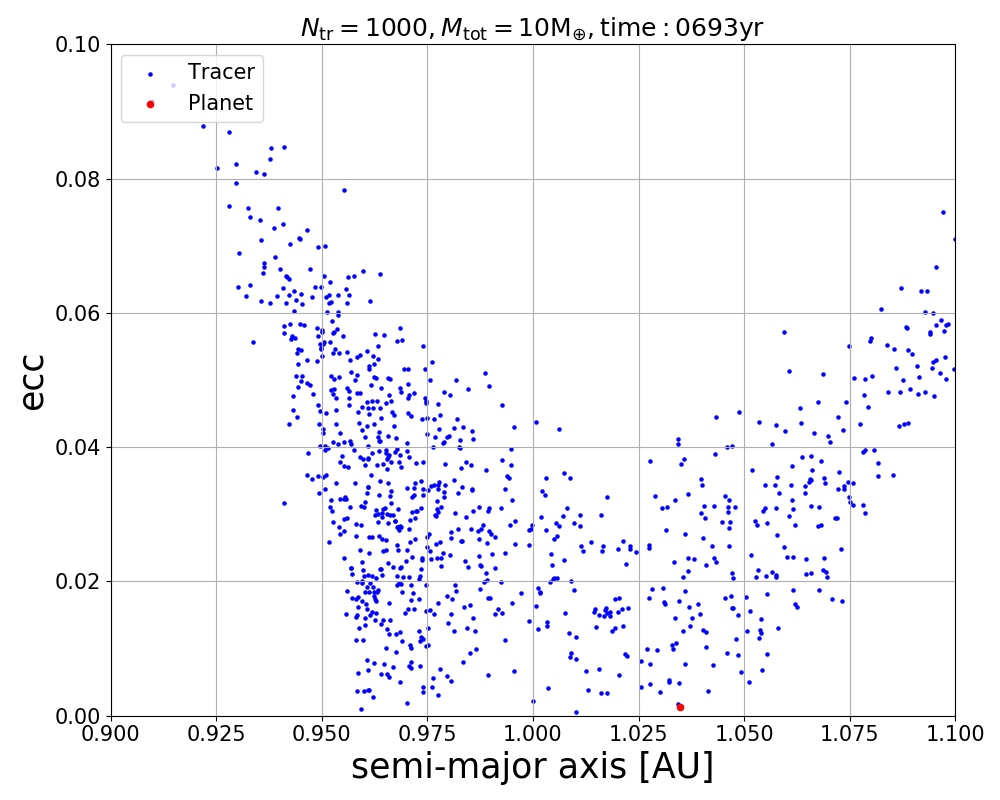 N_tr = 1000, M_tot = 10M_⊕, time : 0693yr
Tracer
Planet
0.10
0.08
0.06
0.04
0.02
0.00
ecc
0.900 0.925 0.950 0.975 1.000 1.025 1.050 1.075 1.100
semi-major axis [AU]